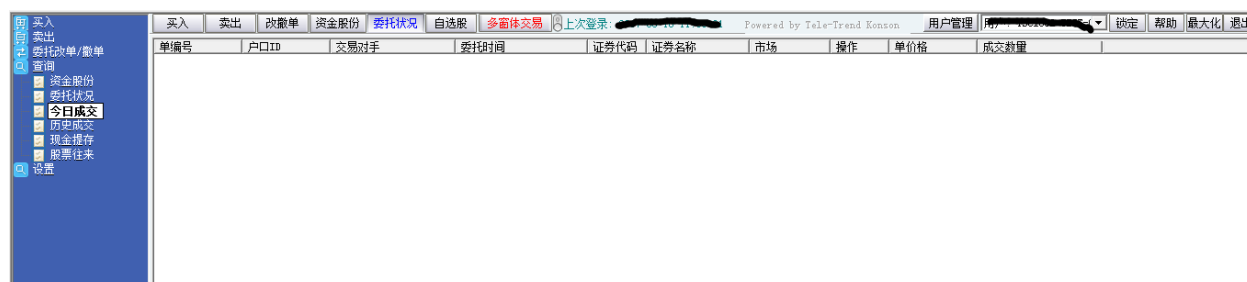 买入 卖出 改撤单 资金股份 委托状况 自选股 多窗体交易 上次登录: Powered by Tele-Trend Konson 用户管理 锁定 帮助 最大化 退出
单编号 户口ID 交易对手 委托时间 证券代码 证券名称 市场 操作 单价格 成交数量
买入
卖出
委托改单/撤单
查询
资金股份
委托状况
今日成交
历史成交
现金提存
股票往来
设置